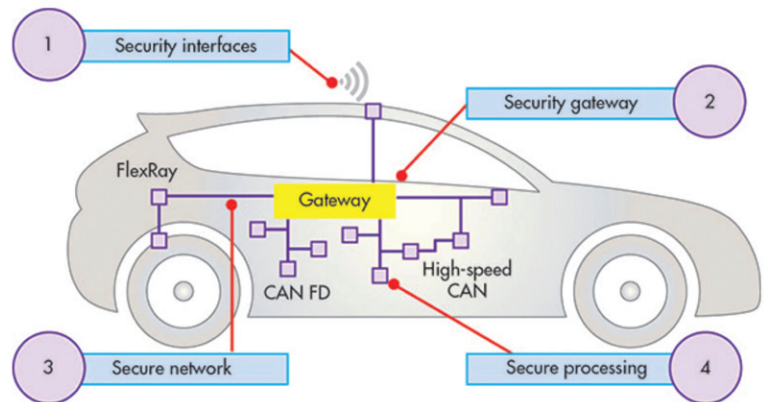 1
Security interfaces
Security gateway
2
FlexRay
Gateway
High-speed
CAN
CAN FD
3
Secure network
Secure processing
4